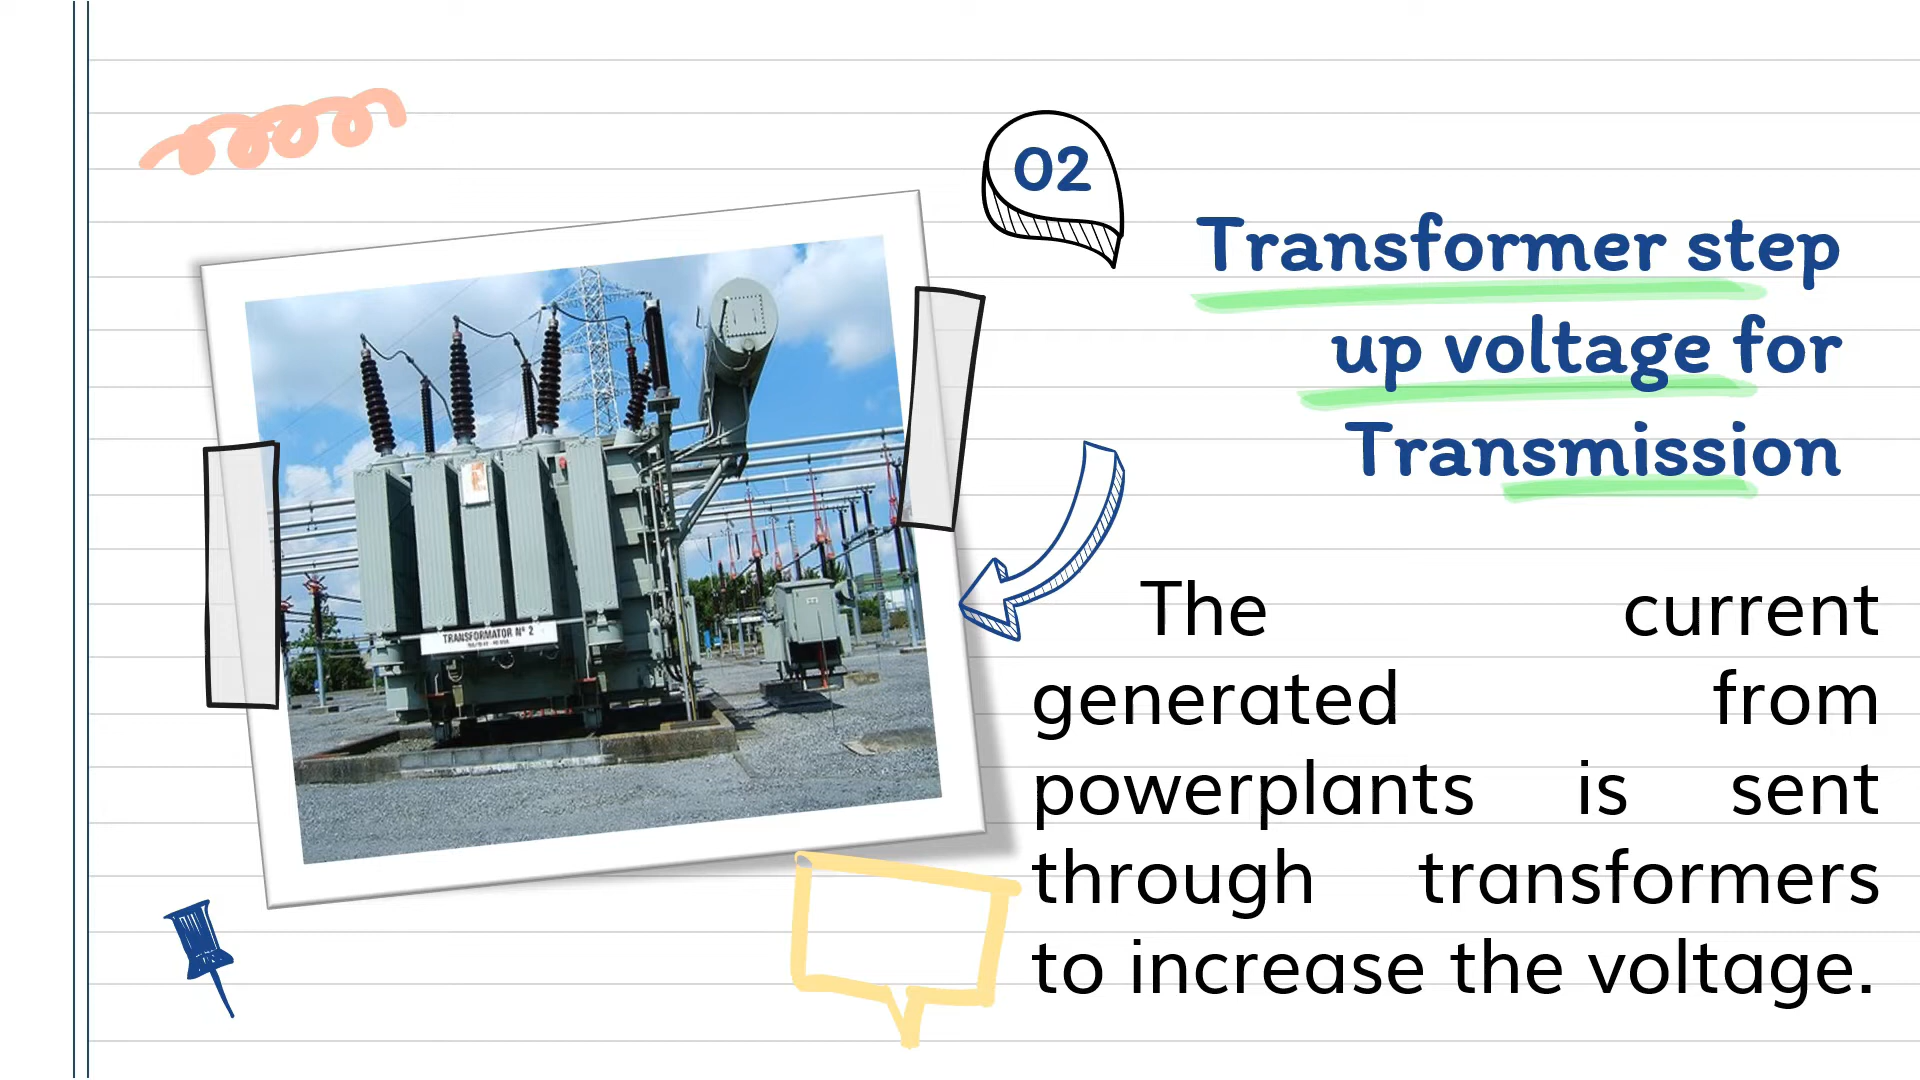 02
Transformer step
up voltage for
Transmission
TRANSFORMATOR Nº 2
The current
generated from
powerplants is sent
through transformers
to increase the voltage.